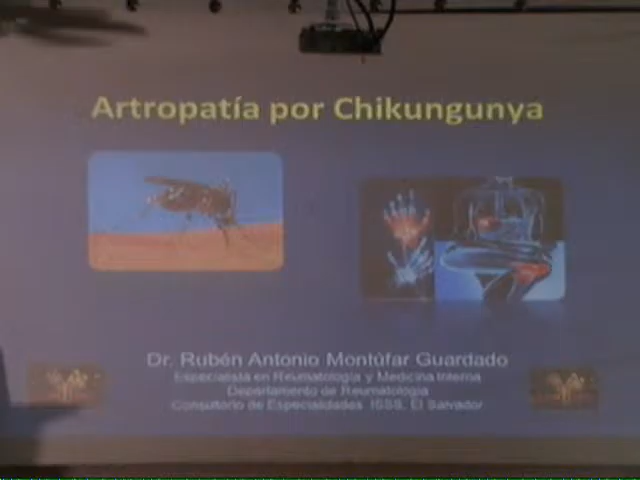 Artropatía por Chikungunya
Dr. Rubén Antonio Montúfar Guardado
Especialista en Reumatología y Medicina Interna
Departamento de Reumatología
Consultorio de Especialidades ISSS, El Salvador